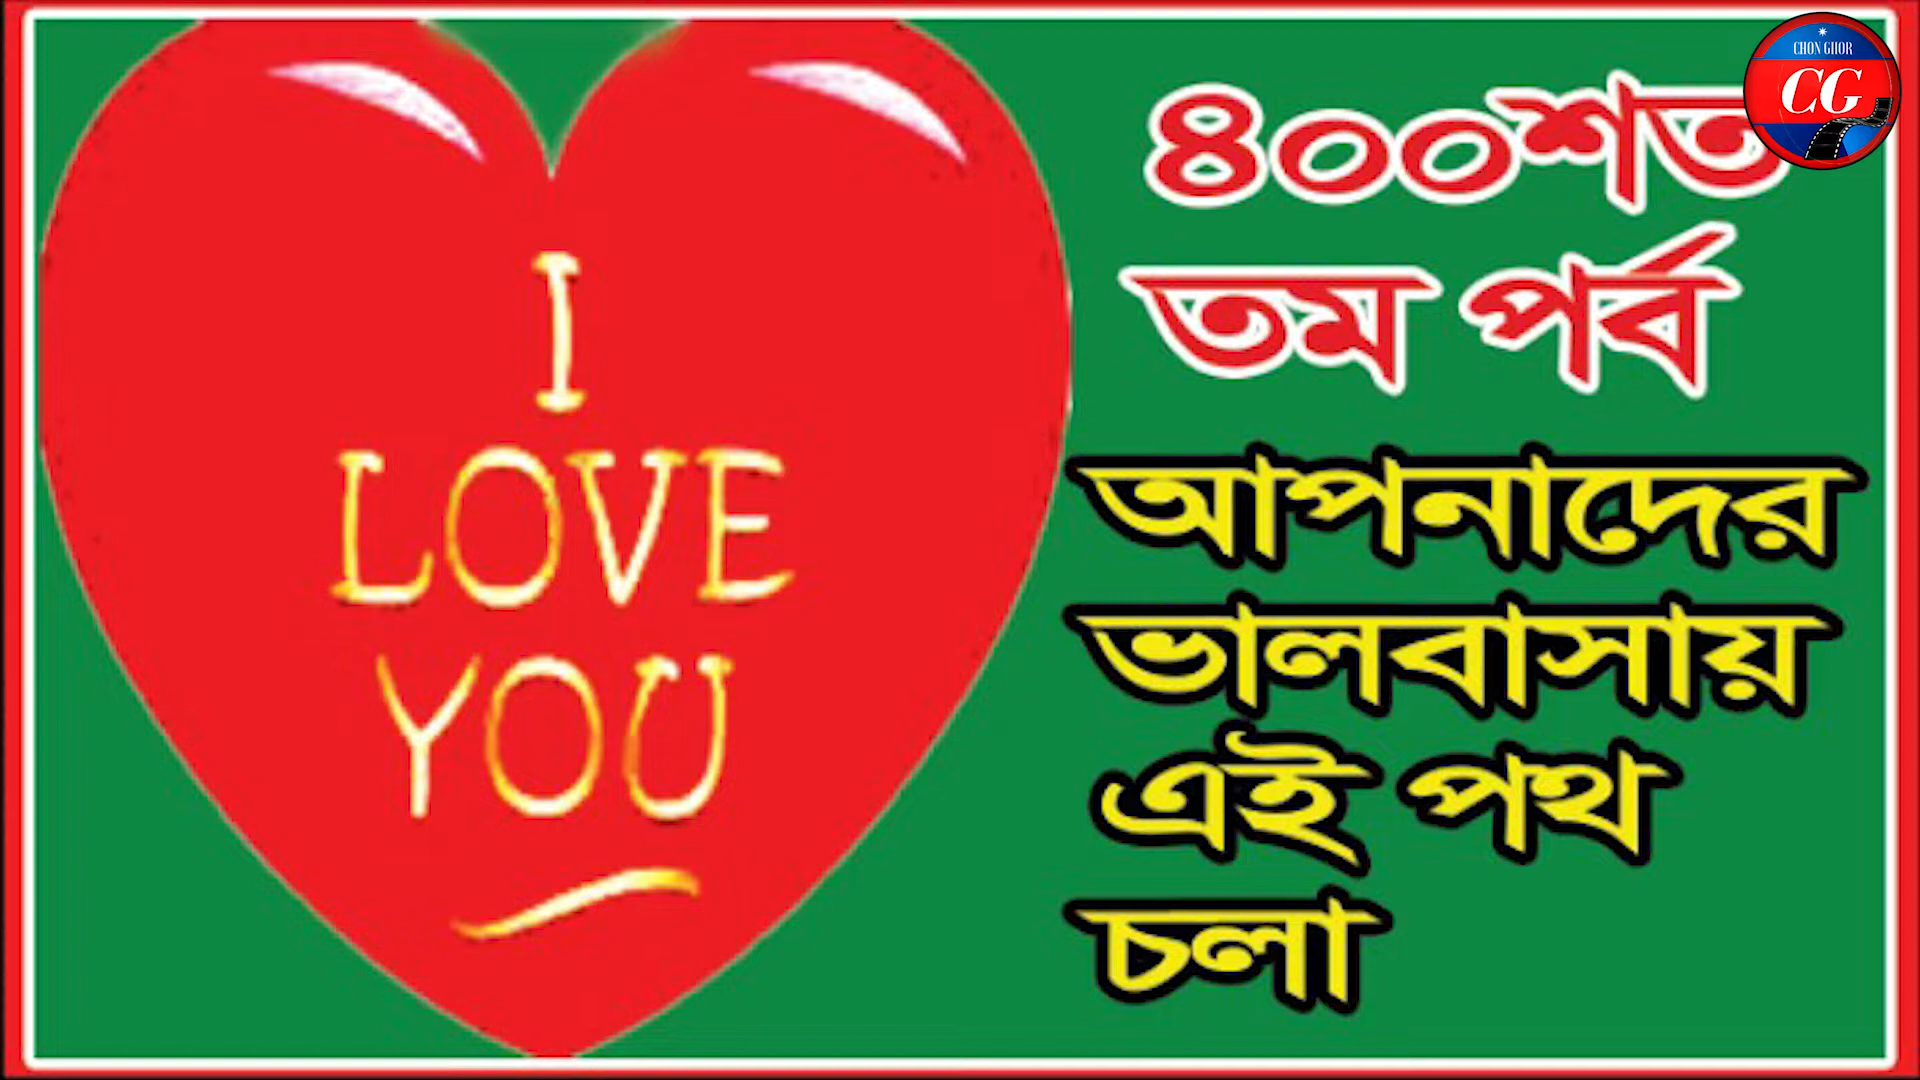 I
LOVE
YOU
৪০০শত
তম পর্ব
আপনাদের
ভালবাসায়
এই পথ
চলা
CHON GHOR
CG